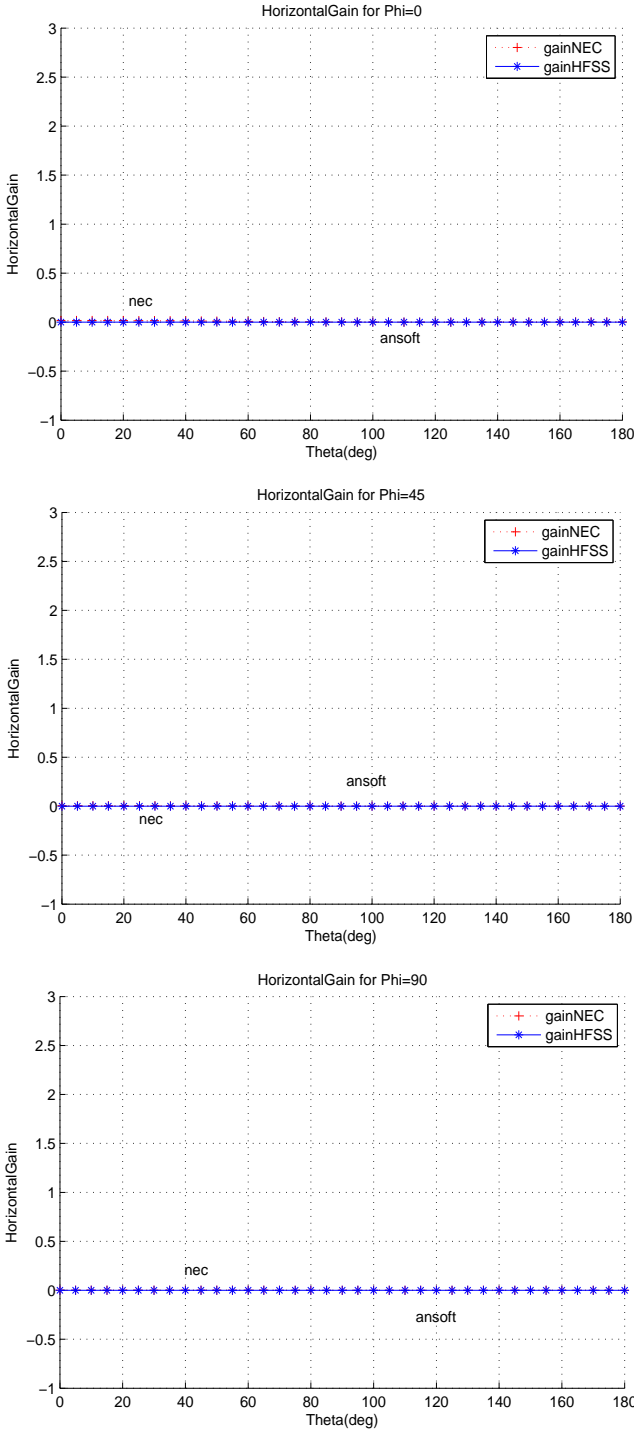 HorizontalGain for Phi=0
3
2.5
2
1.5
1
0.5
0
−0.5
−1
HorizontalGain
gainNEC
gainHFSS
nec
ansoft
0 20 40 60 80 100 120 140 160 180
Theta(deg)
HorizontalGain for Phi=45
3
2.5
2
1.5
1
0.5
0
−0.5
−1
HorizontalGain
gainNEC
gainHFSS
ansoft
nec
0 20 40 60 80 100 120 140 160 180
Theta(deg)
HorizontalGain for Phi=90
3
2.5
2
1.5
1
0.5
0
−0.5
−1
HorizontalGain
gainNEC
gainHFSS
nec
ansoft
0 20 40 60 80 100 120 140 160 180
Theta(deg)